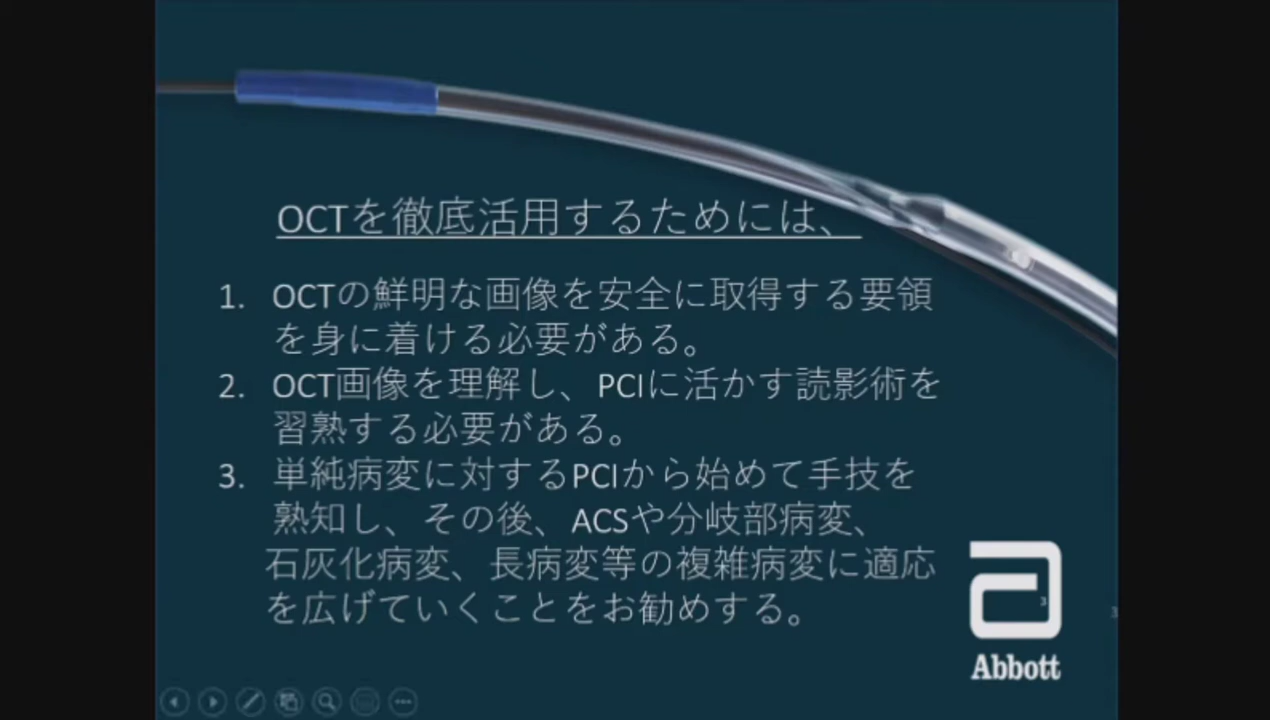 OCTを徹底活用するためには、
1. OCTの鮮明な画像を安全に取得する要領
を身に着ける必要がある。
2. OCT画像を理解し、PCIに活かす読影術を
習熟する必要がある。
3. 単純病変に対するPCIから始めて手技を
熟知し、その後、ACSや分岐部病変、
石灰化病変、長病変等の複雑病変に適応
を広げていくことをお勧めする。
3
3
Abbott